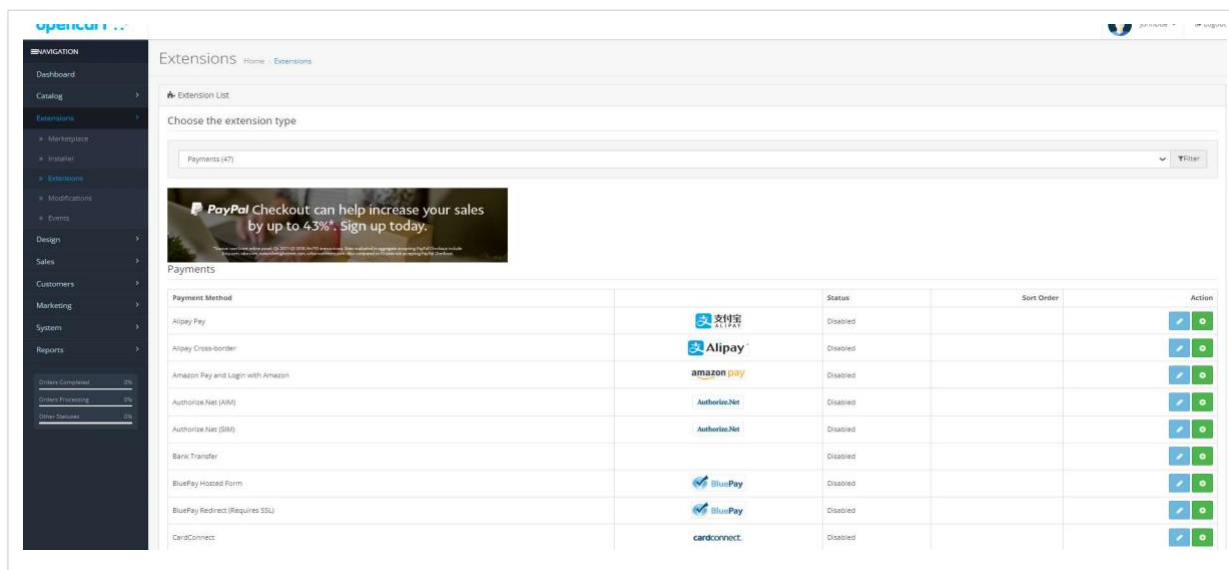 opencart
johndoe
Logout
NAVIGATION
Dashboard
Catalog
Extensions
» Marketplace
» Installer
» Extensions
» Modifications
» Events
Design
Sales
Customers
Marketing
System
Reports
Orders Completed 0%
Orders Processing 0%
Other Statuses 0%
Extensions Home › Extensions
Extension List
Choose the extension type
Payments (47)
Filter
PayPal Checkout can help increase your sales
by up to 43%*. Sign up today.
Payments
Payment Method Status Sort Order Action
Alipay Pay 支付宝 ALIPAY Disabled
Alipay Cross-border Alipay Disabled
Amazon Pay and Login with Amazon amazon pay Disabled
Authorize.Net (AIM) Authorize.Net Disabled
Authorize.Net (SIM) Authorize.Net Disabled
Bank Transfer Disabled
BluePay Hosted Form BluePay Disabled
BluePay Redirect (Requires SSL) BluePay Disabled
CardConnect cardconnect. Disabled